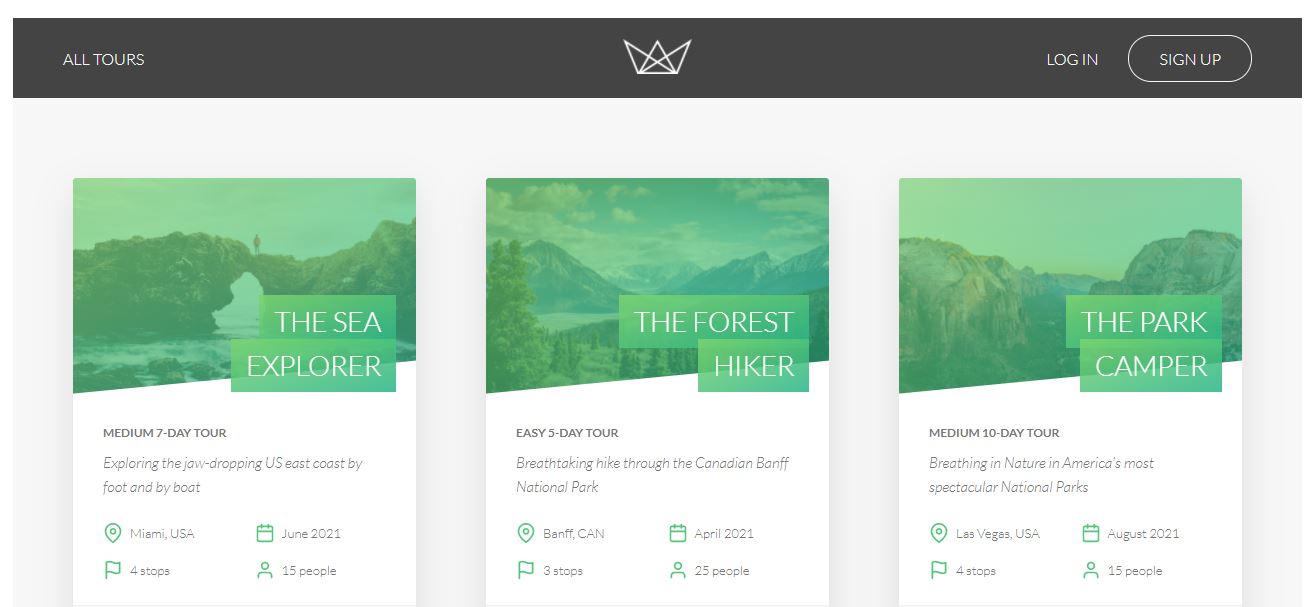 ALL TOURS
LOG IN
SIGN UP
THE SEA
EXPLORER
MEDIUM 7-DAY TOUR
Exploring the jaw-dropping US east coast by
foot and by boat
Miami, USA
June 2021
4 stops
15 people
THE FOREST
HIKER
EASY 5-DAY TOUR
Breathtaking hike through the Canadian Banff
National Park
Banff, CAN
April 2021
3 stops
25 people
THE PARK
CAMPER
MEDIUM 10-DAY TOUR
Breathing in Nature in America's most
spectacular National Parks
Las Vegas, USA
August 2021
4 stops
15 people